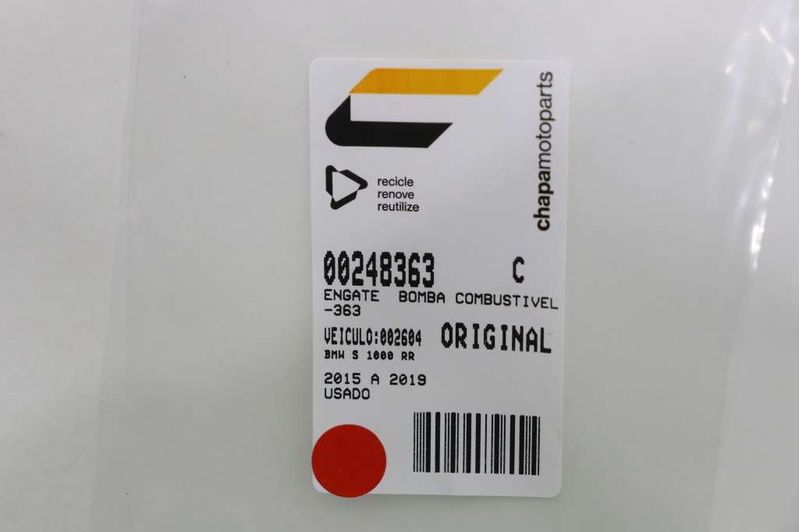 chapamotoparts
recicle
renove
reutilize
00248363 C
ENGATE BOMBA COMBUSTIVEL
-363
VEICULO:002604 ORIGINAL
BMW S 1000 RR
2015 A 2019
USADO